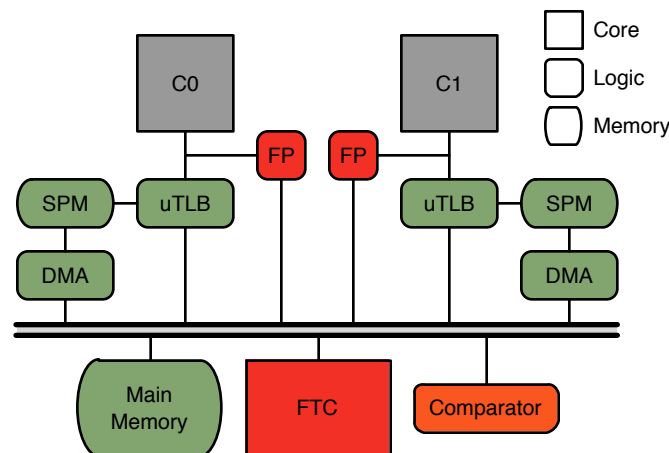 C0
C1
Core
Logic
Memory
FP
FP
SPM
uTLB
uTLB
SPM
DMA
DMA
Main
Memory
FTC
Comparator